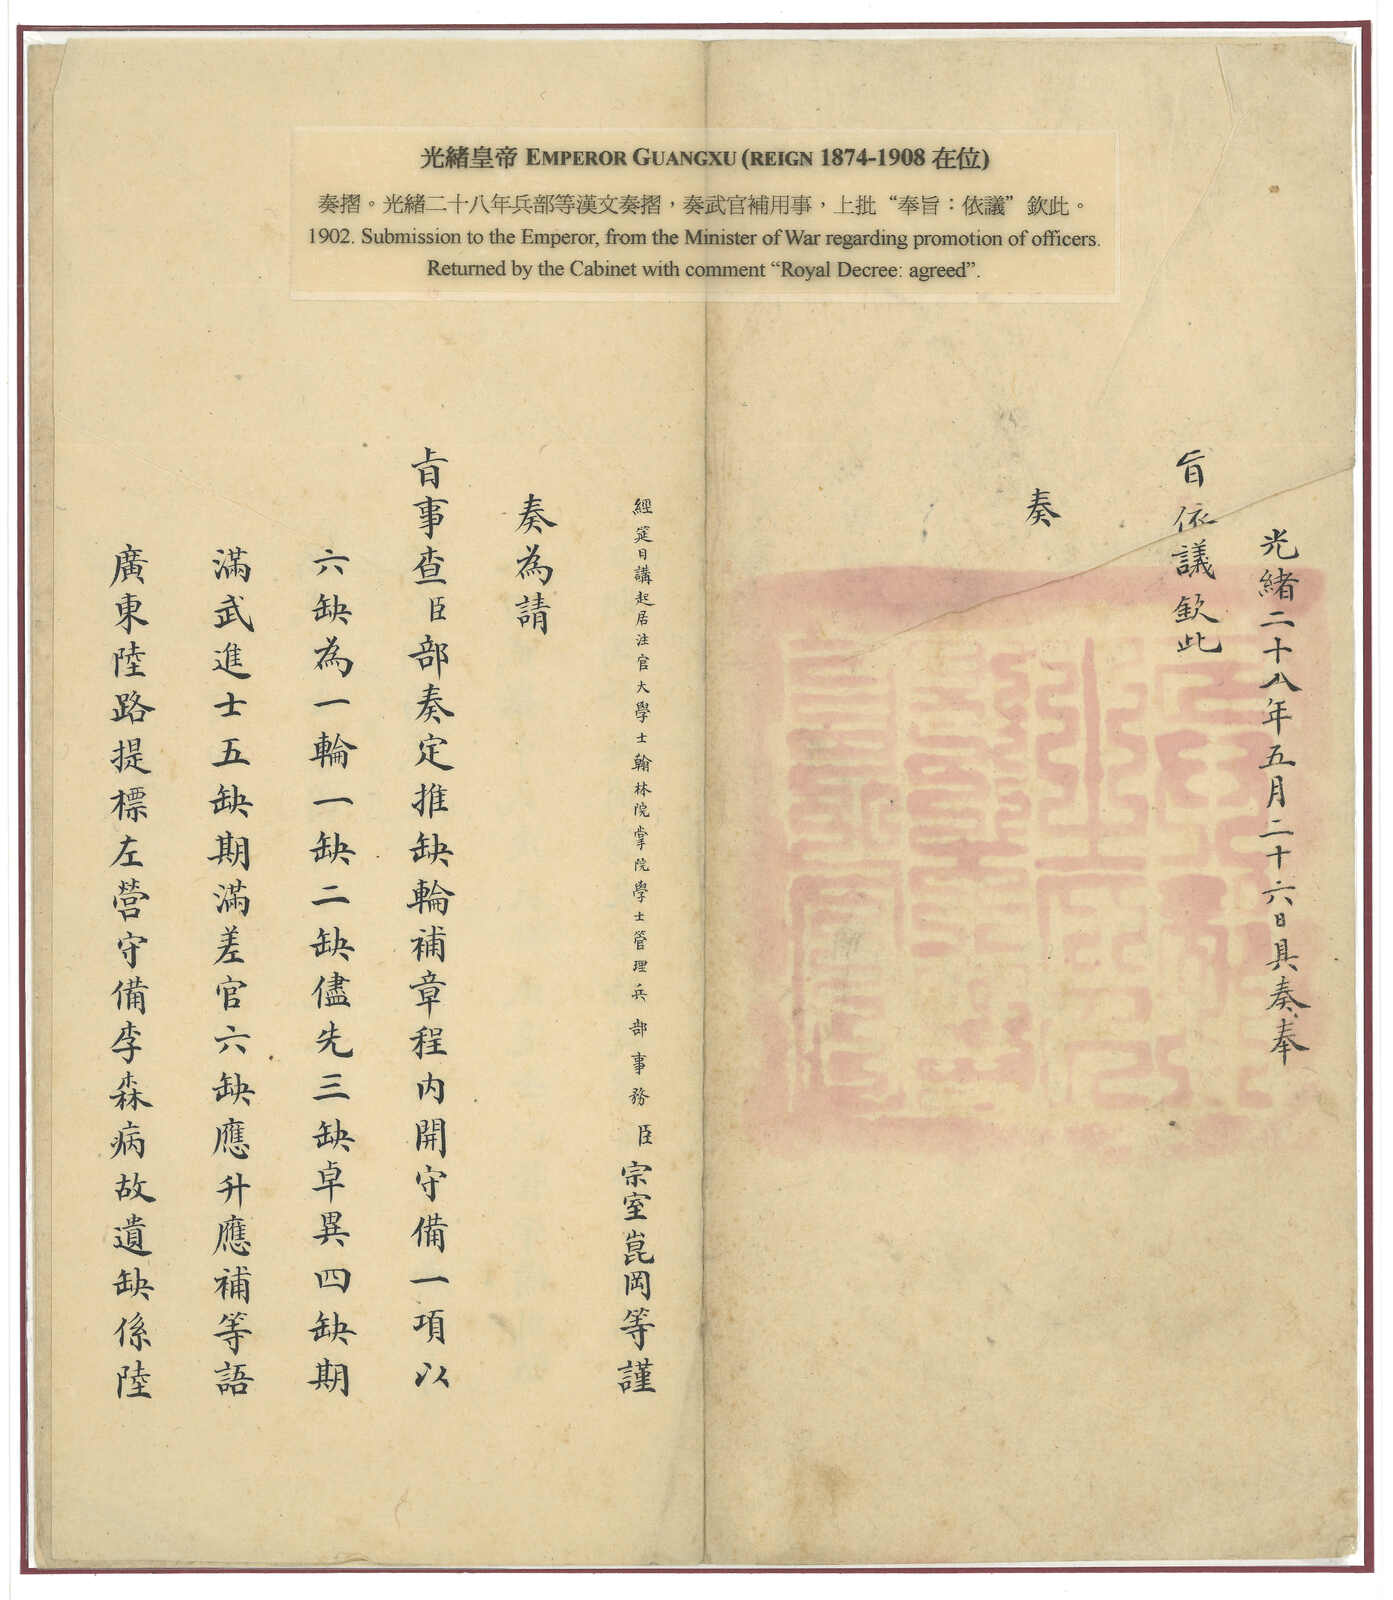 光緒皇帝 EMPEROR GUANGXU (REIGN 1874-1908 在位)
奏摺。光緒二十八年兵部等漢文奏摺，奏武官補用事，上批“奉旨：依議”欽此。
1902. Submission to the Emperor, from the Minister of War regarding promotion of officers.
Returned by the Cabinet with comment “Royal Decree: agreed”.
光緒二十八年五月二十六日具奏奉
旨依議欽此
奏
經筵日講起居注官大學士翰林院掌院學士管理兵部事務臣宗室崑岡等謹
奏為請
旨事查臣部奏定推缺輪補章程內開守備一項以
六缺為一輪一缺二缺儘先三缺卓異四缺期
滿武進士五缺期滿差官六缺應升應補等語
廣東陸路提標左營守備李森病故遺缺係陸